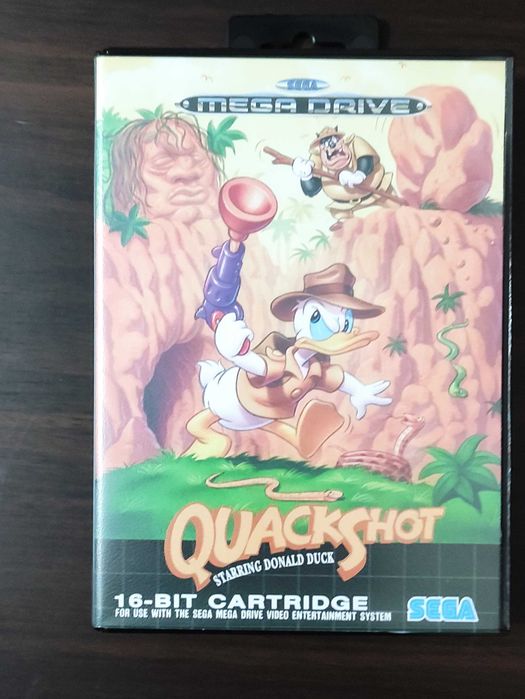 SEGA
MEGA DRIVE
QUACKSHOT
STARRING DONALD DUCK
16-BIT CARTRIDGE
FOR USE WITH THE SEGA MEGA DRIVE VIDEO ENTERTAINMENT SYSTEM
SEGA